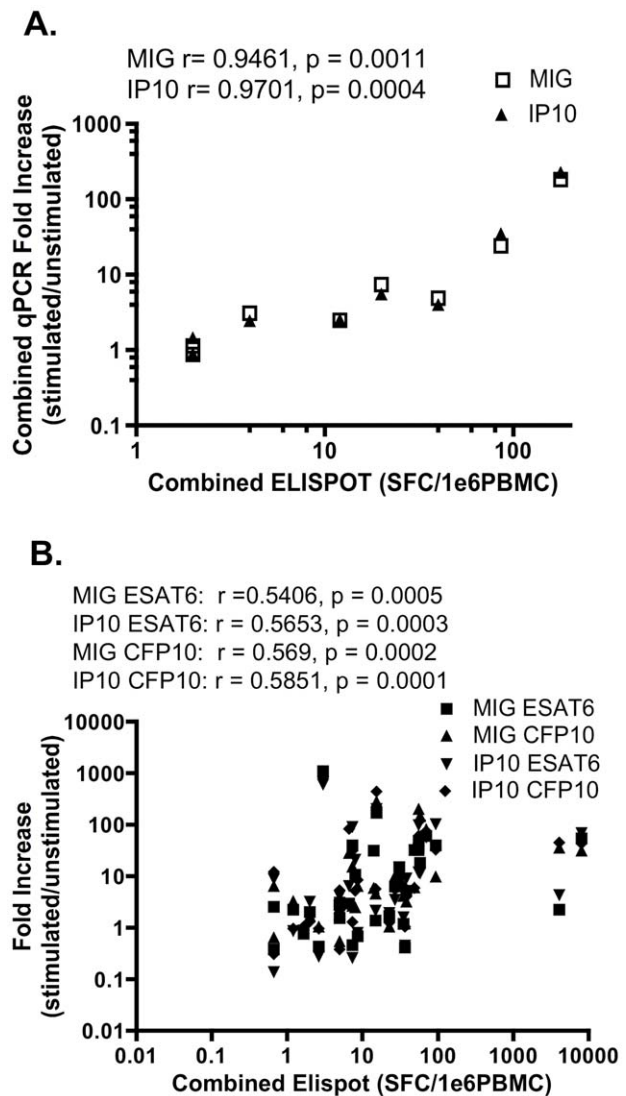 A.
MIG r= 0.9461, p = 0.0011
IP10 r= 0.9701, p= 0.0004
MIG
IP10
Combined qPCR Fold Increase
(stimulated/unstimulated)
1000
100
10
1
0.1
1
10
100
Combined ELISPOT (SFC/1e6PBMC)
B.
MIG ESAT6: r =0.5406, p = 0.0005
IP10 ESAT6: r = 0.5653, p = 0.0003
MIG CFP10: r = 0.569, p = 0.0002
IP10 CFP10: r = 0.5851, p = 0.0001
MIG ESAT6
MIG CFP10
IP10 ESAT6
IP10 CFP10
Fold Increase
(stimulated/unstimulated)
10000
1000
100
10
1
0.1
0.01
0.01
0.1
1
10
100
1000
10000
Combined Elispot (SFC/1e6PBMC)